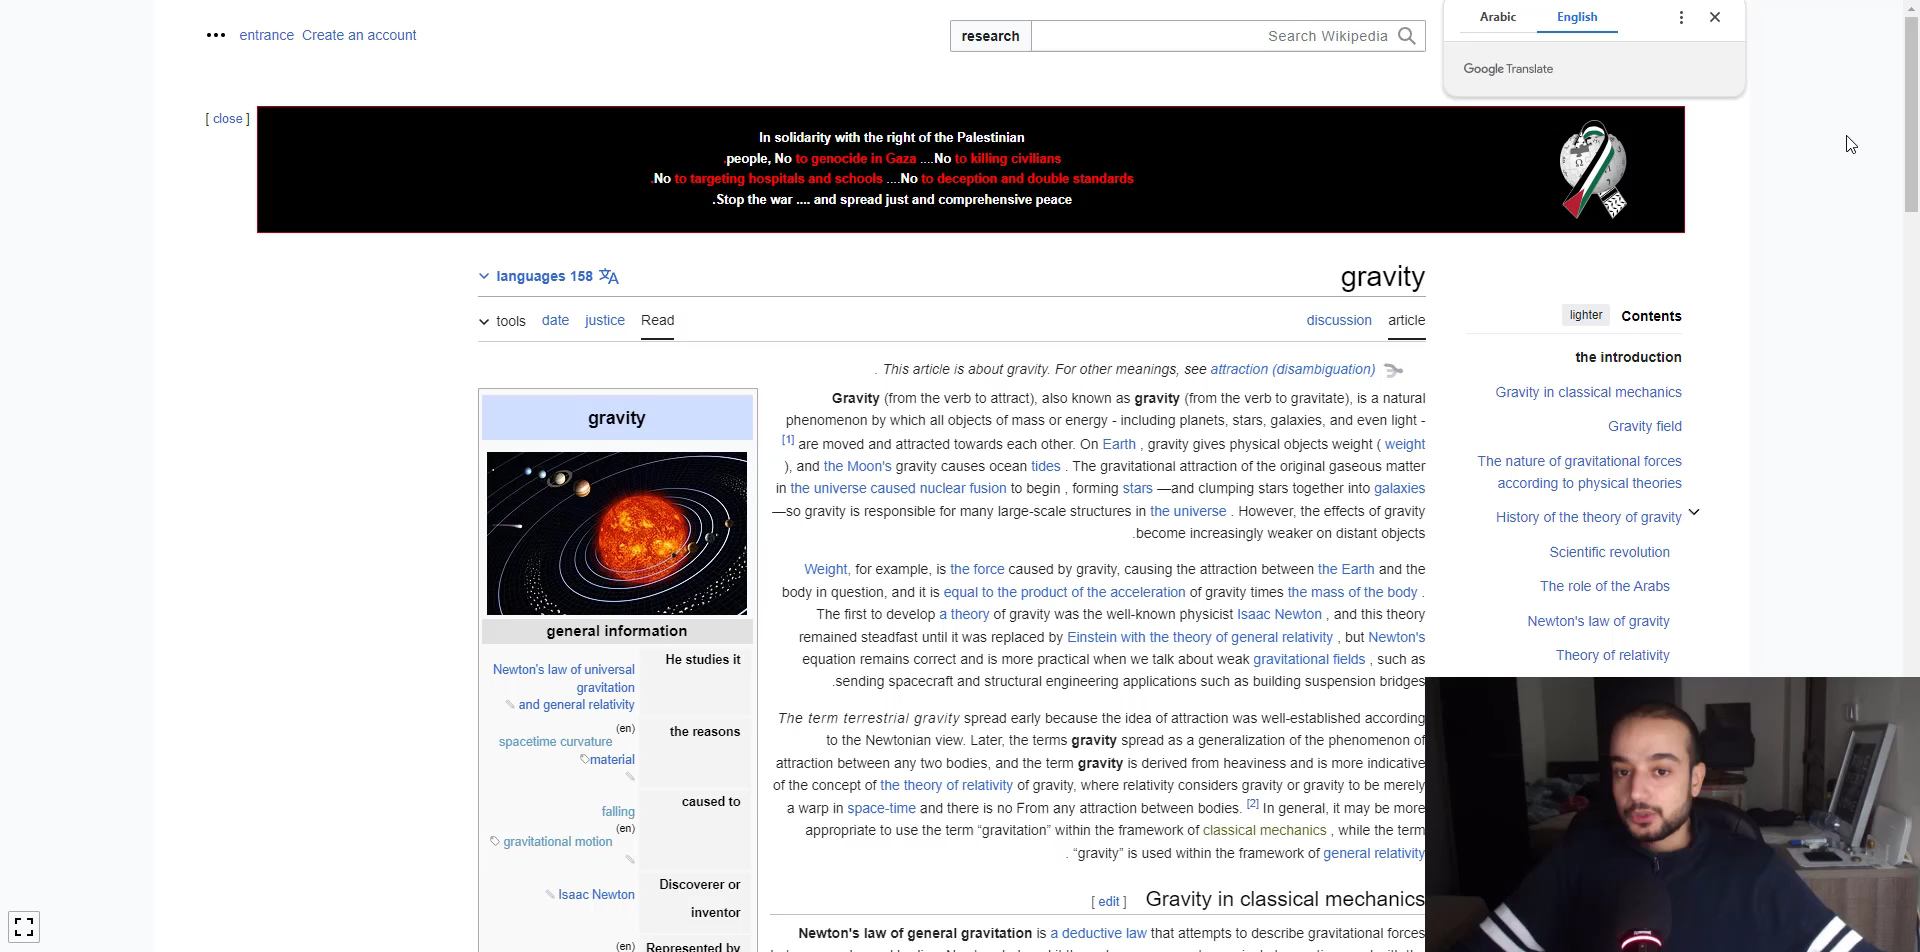 Arabic
English
Google Translate
entrance Create an account
research
Search Wikipedia
[ close ]
In solidarity with the right of the Palestinian
.people, No to genocide in Gaza ....No to killing civilians
.No to targeting hospitals and schools ....No to deception and double standards
.Stop the war .... and spread just and comprehensive peace
languages 158
gravity
tools date justice Read
discussion article
. This article is about gravity. For other meanings, see attraction (disambiguation)
Gravity (from the verb to attract), also known as gravity (from the verb to gravitate), is a natural
phenomenon by which all objects of mass or energy - including planets, stars, galaxies, and even light -
[1] are moved and attracted towards each other. On Earth , gravity gives physical objects weight ( weight
), and the Moon's gravity causes ocean tides . The gravitational attraction of the original gaseous matter
in the universe caused nuclear fusion to begin , forming stars —and clumping stars together into galaxies
—so gravity is responsible for many large-scale structures in the universe . However, the effects of gravity
.become increasingly weaker on distant objects
Weight, for example, is the force caused by gravity, causing the attraction between the Earth and the
body in question, and it is equal to the product of the acceleration of gravity times the mass of the body .
The first to develop a theory of gravity was the well-known physicist Isaac Newton , and this theory
remained steadfast until it was replaced by Einstein with the theory of general relativity , but Newton's
equation remains correct and is more practical when we talk about weak gravitational fields , such as
.sending spacecraft and structural engineering applications such as building suspension bridges
The term terrestrial gravity spread early because the idea of attraction was well-established according
to the Newtonian view. Later, the terms gravity spread as a generalization of the phenomenon of
attraction between any two bodies, and the term gravity is derived from heaviness and is more indicative
of the concept of the theory of relativity of gravity, where relativity considers gravity or gravity to be merely
a warp in space-time and there is no From any attraction between bodies. [2] In general, it may be more
appropriate to use the term “gravitation” within the framework of classical mechanics , while the term
. “gravity” is used within the framework of general relativity
[ edit ] Gravity in classical mechanics
Newton's law of general gravitation is a deductive law that attempts to describe gravitational forces
gravity
general information
He studies it
Newton's law of universal
gravitation
and general relativity
the reasons
(en)
spacetime curvature
material
caused to
falling
(en)
gravitational motion
Discoverer or
inventor
Isaac Newton
Represented by
(en)
lighter Contents
the introduction
Gravity in classical mechanics
Gravity field
The nature of gravitational forces
according to physical theories
History of the theory of gravity
Scientific revolution
The role of the Arabs
Newton's law of gravity
Theory of relativity